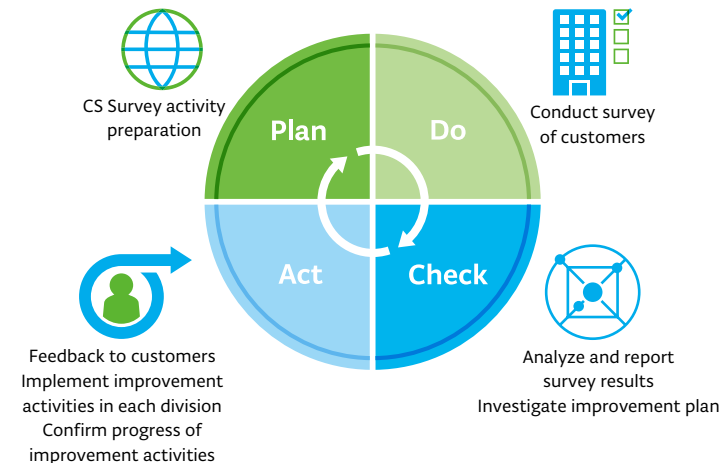 CS Survey activity
preparation
Plan
Do
Conduct survey
of customers
Act
Check
Feedback to customers
Implement improvement
activities in each division
Confirm progress of
improvement activities
Analyze and report
survey results
Investigate improvement plan